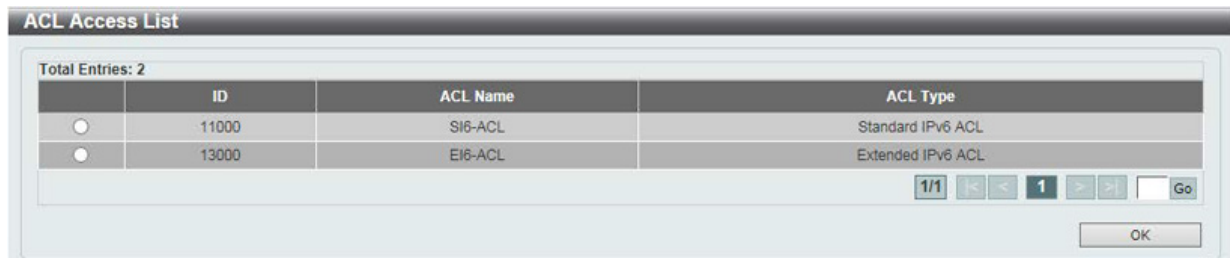 ACL Access List
Total Entries: 2
ID ACL Name ACL Type
11000 SI6-ACL Standard IPv6 ACL
13000 EI6-ACL Extended IPv6 ACL
1/1 |< < 1 > >| Go
OK